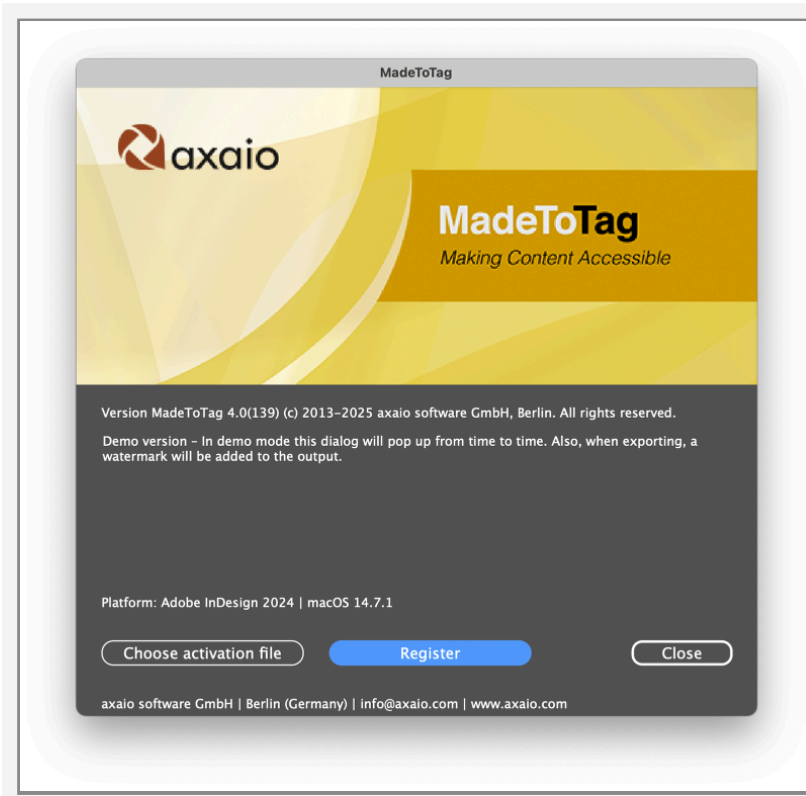 MadeToTag
axaio
MadeToTag
Making Content Accessible
Version MadeToTag 4.0(139) (c) 2013–2025 axaio software GmbH, Berlin. All rights reserved.
Demo version – In demo mode this dialog will pop up from time to time. Also, when exporting, a
watermark will be added to the output.
Platform: Adobe InDesign 2024 | macOS 14.7.1
Choose activation file
Register
Close
axaio software GmbH | Berlin (Germany) | info@axaio.com | www.axaio.com